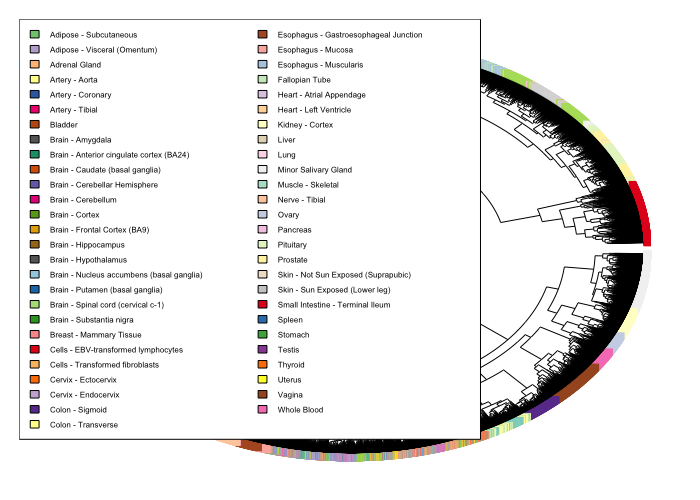 Adipose - Subcutaneous
Adipose - Visceral (Omentum)
Adrenal Gland
Artery - Aorta
Artery - Coronary
Artery - Tibial
Bladder
Brain - Amygdala
Brain - Anterior cingulate cortex (BA24)
Brain - Caudate (basal ganglia)
Brain - Cerebellar Hemisphere
Brain - Cerebellum
Brain - Cortex
Brain - Frontal Cortex (BA9)
Brain - Hippocampus
Brain - Hypothalamus
Brain - Nucleus accumbens (basal ganglia)
Brain - Putamen (basal ganglia)
Brain - Spinal cord (cervical c-1)
Brain - Substantia nigra
Breast - Mammary Tissue
Cells - EBV-transformed lymphocytes
Cells - Transformed fibroblasts
Cervix - Ectocervix
Cervix - Endocervix
Colon - Sigmoid
Colon - Transverse
Esophagus - Gastroesophageal Junction
Esophagus - Mucosa
Esophagus - Muscularis
Fallopian Tube
Heart - Atrial Appendage
Heart - Left Ventricle
Kidney - Cortex
Liver
Lung
Minor Salivary Gland
Muscle - Skeletal
Nerve - Tibial
Ovary
Pancreas
Pituitary
Prostate
Skin - Not Sun Exposed (Suprapubic)
Skin - Sun Exposed (Lower leg)
Small Intestine - Terminal Ileum
Spleen
Stomach
Testis
Thyroid
Uterus
Vagina
Whole Blood